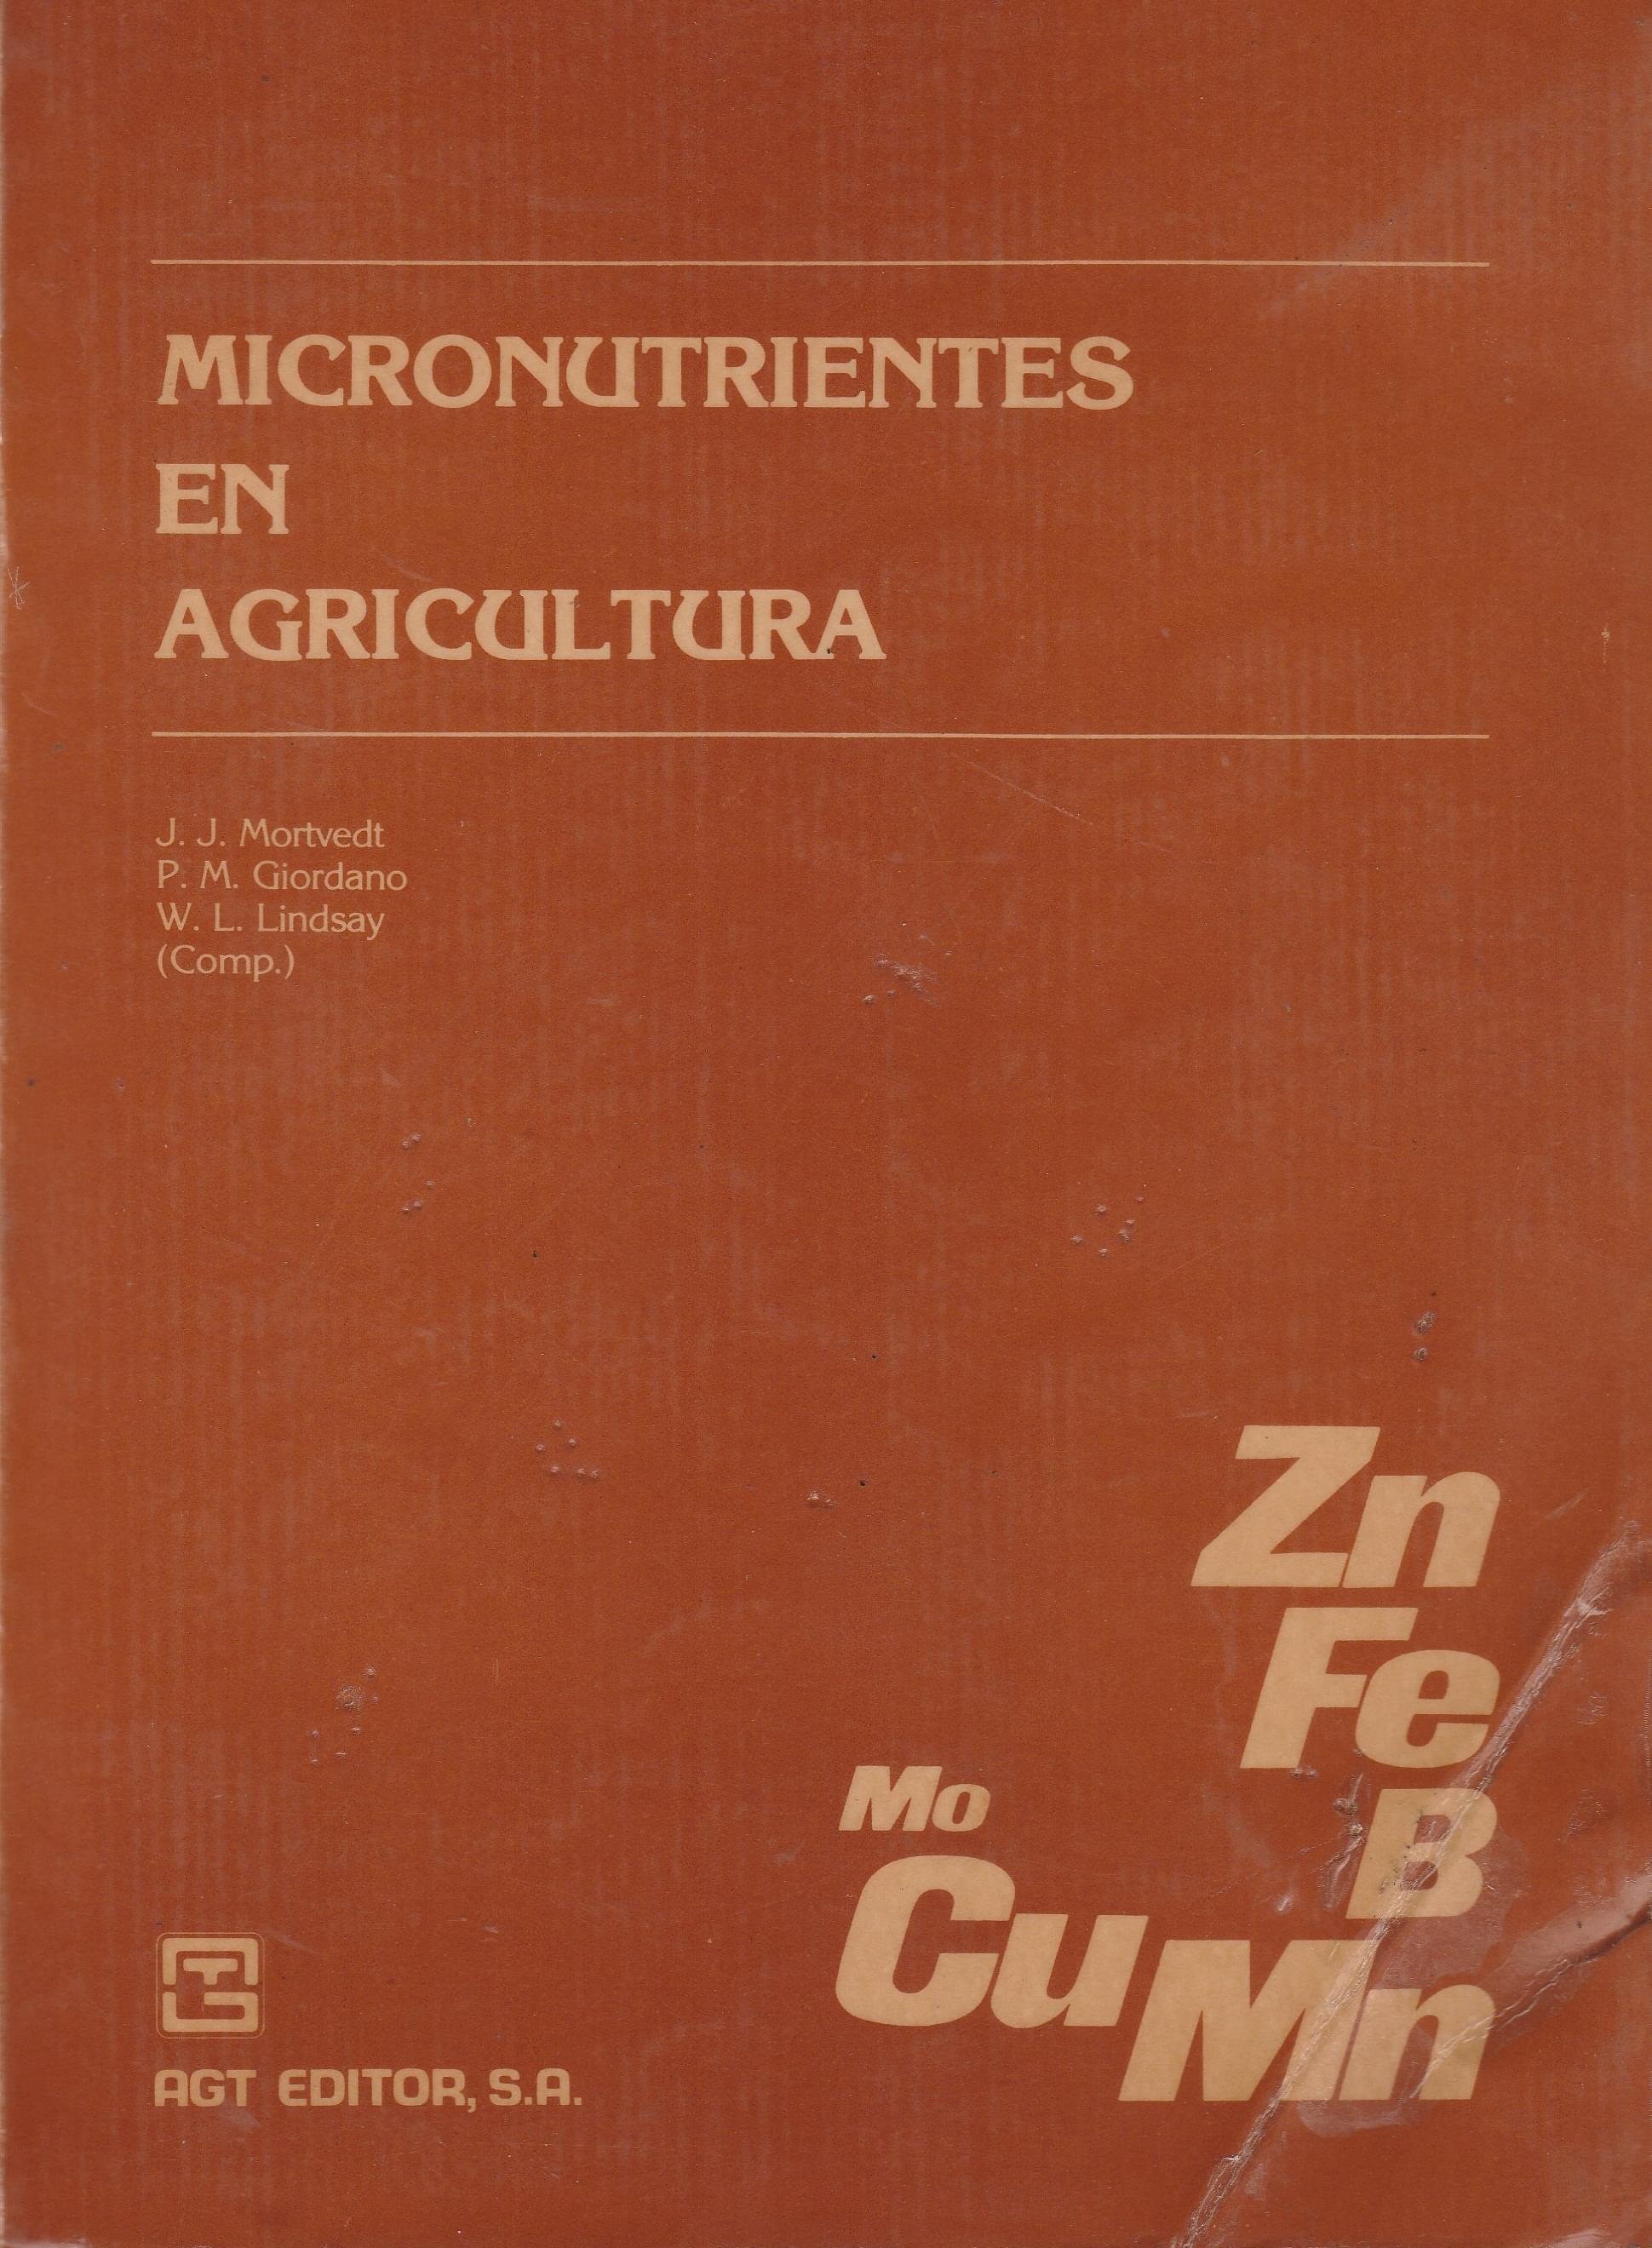 MICRONUTRIENTES
EN
AGRICULTURA
J. J. Mortvedt
P. M. Giordano
W. L. Lindsay
(Comp.)
Zn
Fe
Mo
B
Cu
Mn
AGT EDITOR, S.A.